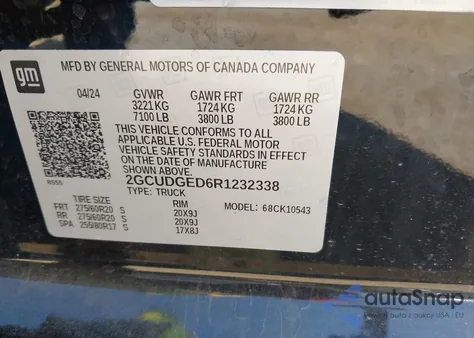 gm
MFD BY GENERAL MOTORS OF CANADA COMPANY
04/24 GVWR GAWR FRT GAWR RR
3221 KG 1724 KG 1724 KG
7100 LB 3800 LB 3800 LB
THIS VEHICLE CONFORMS TO ALL
APPLICABLE U.S. FEDERAL MOTOR
VEHICLE SAFETY STANDARDS IN EFFECT
ON THE DATE OF MANUFACTURE
SHOWN ABOVE.
2GCUDGED6R1232338
TYPE: TRUCK MODEL: 68CK10543
TIRE SIZE RIM
FRT 275/60R20 S 20X9J
RR 275/60R20 S 20X9J
SPA 255/80R17 S 17X8J
autoSnap